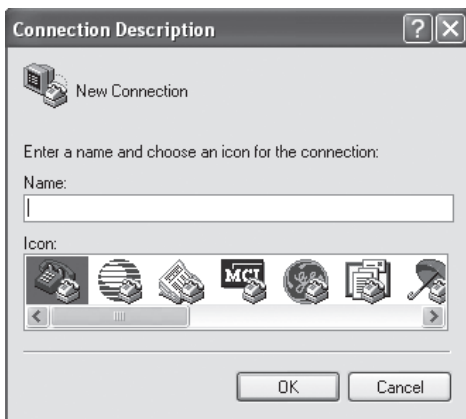 Connection Description
New Connection
Enter a name and choose an icon for the connection:
Name:
Icon:
MCI
OK
Cancel